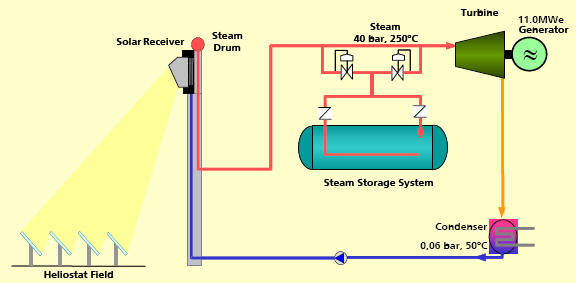 Turbine
11.0MWe
Generator
Steam
40 bar, 250°C
Steam
Drum
Solar Receiver
Steam Storage System
Condenser
0,06 bar, 50°C
Heliostat Field